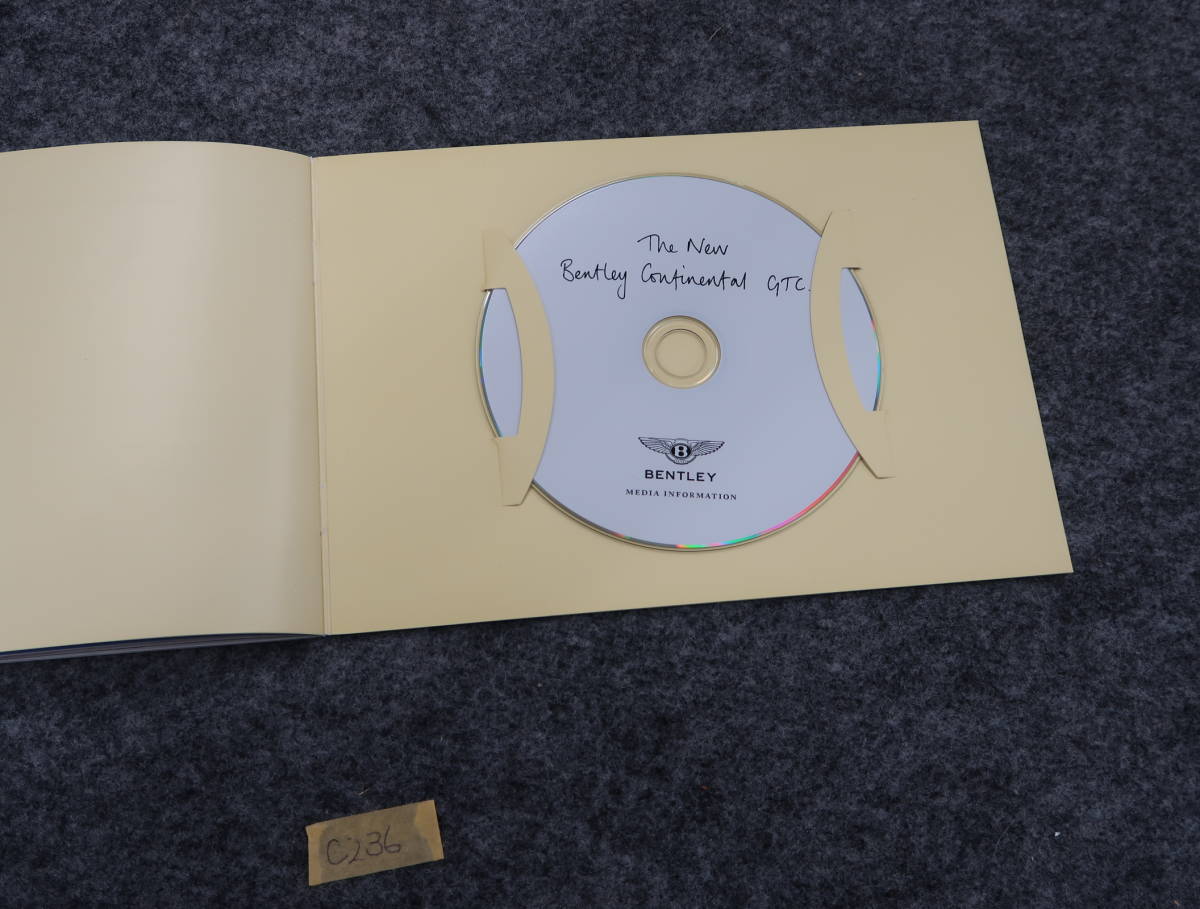 The New
Bentley Continental GTC.
B
BENTLEY
MEDIA INFORMATION
C236